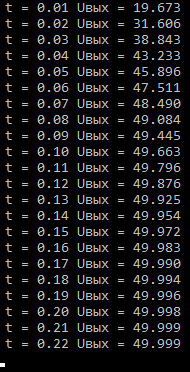 t = 0.01 Uвых = 19.673
t = 0.02 Uвых = 31.606
t = 0.03 Uвых = 38.843
t = 0.04 Uвых = 43.233
t = 0.05 Uвых = 45.896
t = 0.06 Uвых = 47.511
t = 0.07 Uвых = 48.490
t = 0.08 Uвых = 49.084
t = 0.09 Uвых = 49.445
t = 0.10 Uвых = 49.663
t = 0.11 Uвых = 49.796
t = 0.12 Uвых = 49.876
t = 0.13 Uвых = 49.925
t = 0.14 Uвых = 49.954
t = 0.15 Uвых = 49.972
t = 0.16 Uвых = 49.983
t = 0.17 Uвых = 49.990
t = 0.18 Uвых = 49.994
t = 0.19 Uвых = 49.996
t = 0.20 Uвых = 49.998
t = 0.21 Uвых = 49.999
t = 0.22 Uвых = 49.999